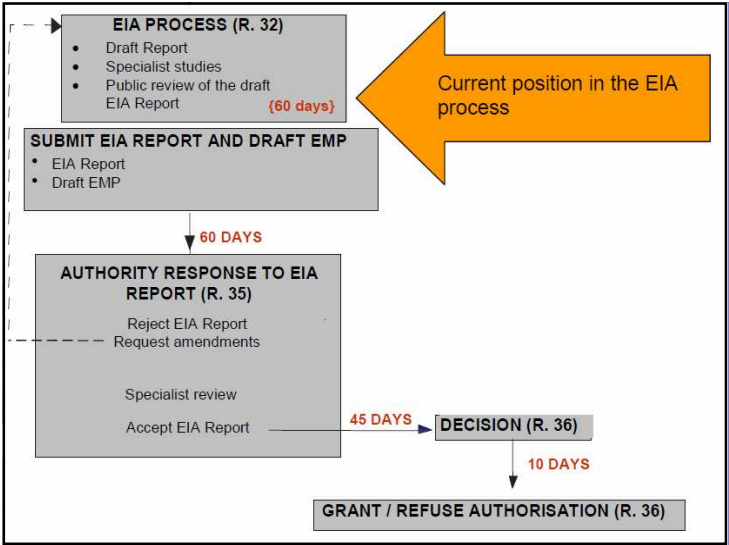 EIA PROCESS (R. 32)
• Draft Report
• Specialist studies
• Public review of the draft
EIA Report {60 days}
Current position in the EIA
process
SUBMIT EIA REPORT AND DRAFT EMP
• EIA Report
• Draft EMP
60 DAYS
AUTHORITY RESPONSE TO EIA
REPORT (R. 35)
Reject EIA Report
Request amendments
Specialist review
Accept EIA Report
45 DAYS
DECISION (R. 36)
10 DAYS
GRANT / REFUSE AUTHORISATION (R. 36)